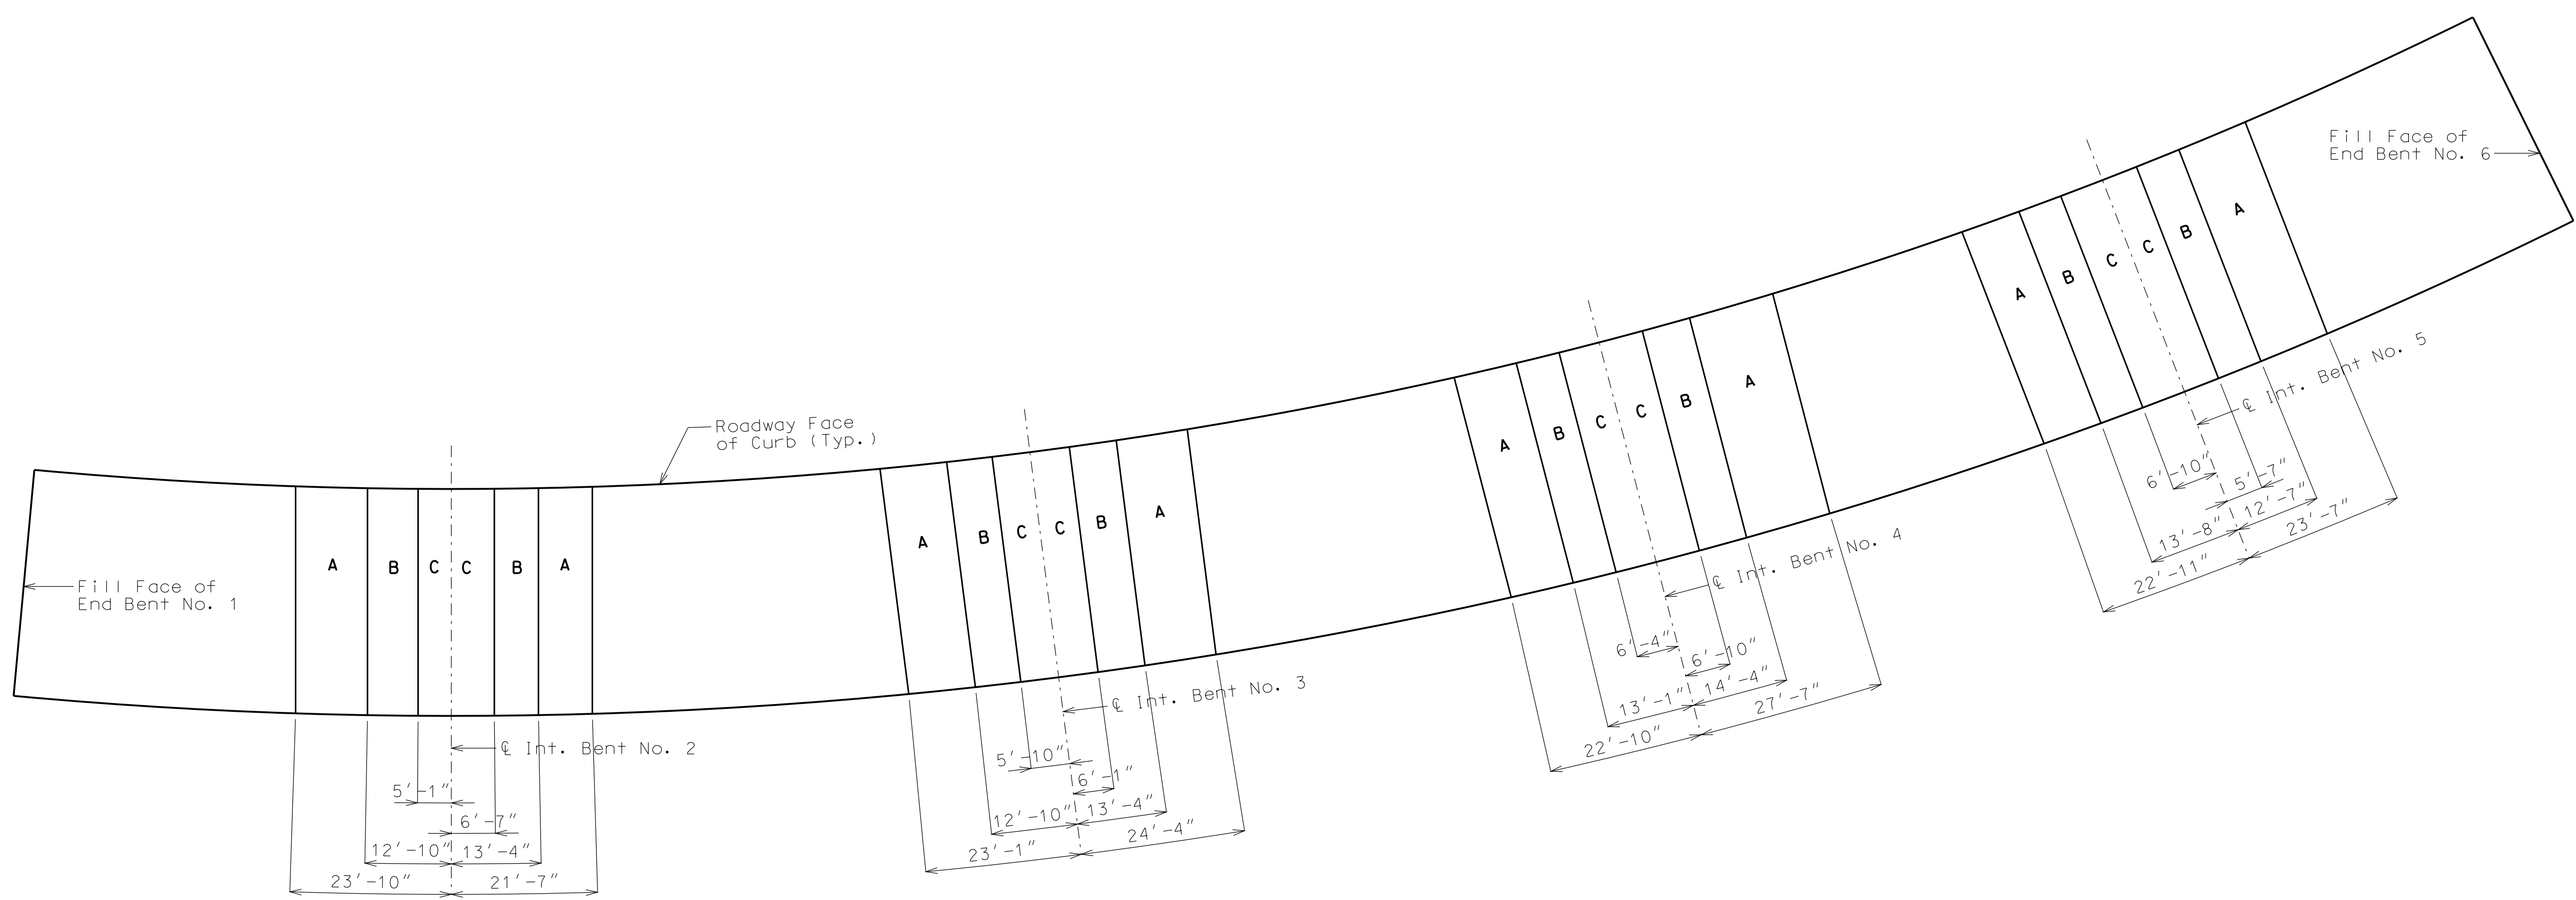 Fill Face of
End Bent No. 6
Roadway Face
of Curb (Typ.)
Fill Face of
End Bent No. 1
A
B
C
C
B
A
℄ Int. Bent No. 2
5'-1"
6'-7"
12'-10"
13'-4"
23'-10"
21'-7"
A
B
C
C
B
A
℄ Int. Bent No. 3
5'-10"
6'-1"
12'-10"
13'-4"
23'-1"
24'-4"
A
B
C
C
B
A
℄ Int. Bent No. 4
6'-4"
6'-10"
13'-1"
14'-4"
22'-10"
27'-7"
A
B
C
C
B
A
℄ Int. Bent No. 5
6'-10"
5'-7"
13'-8"
12'-7"
22'-11"
23'-7"